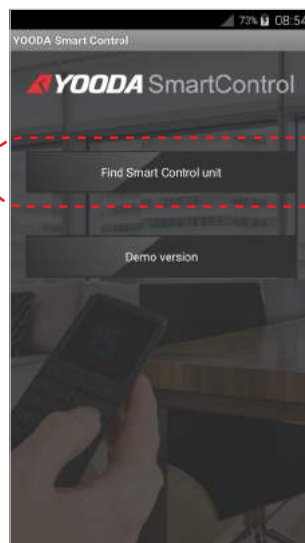 73% 08:54
YOODA Smart Control
YOODA SmartControl
Find Smart Control unit
Demo version